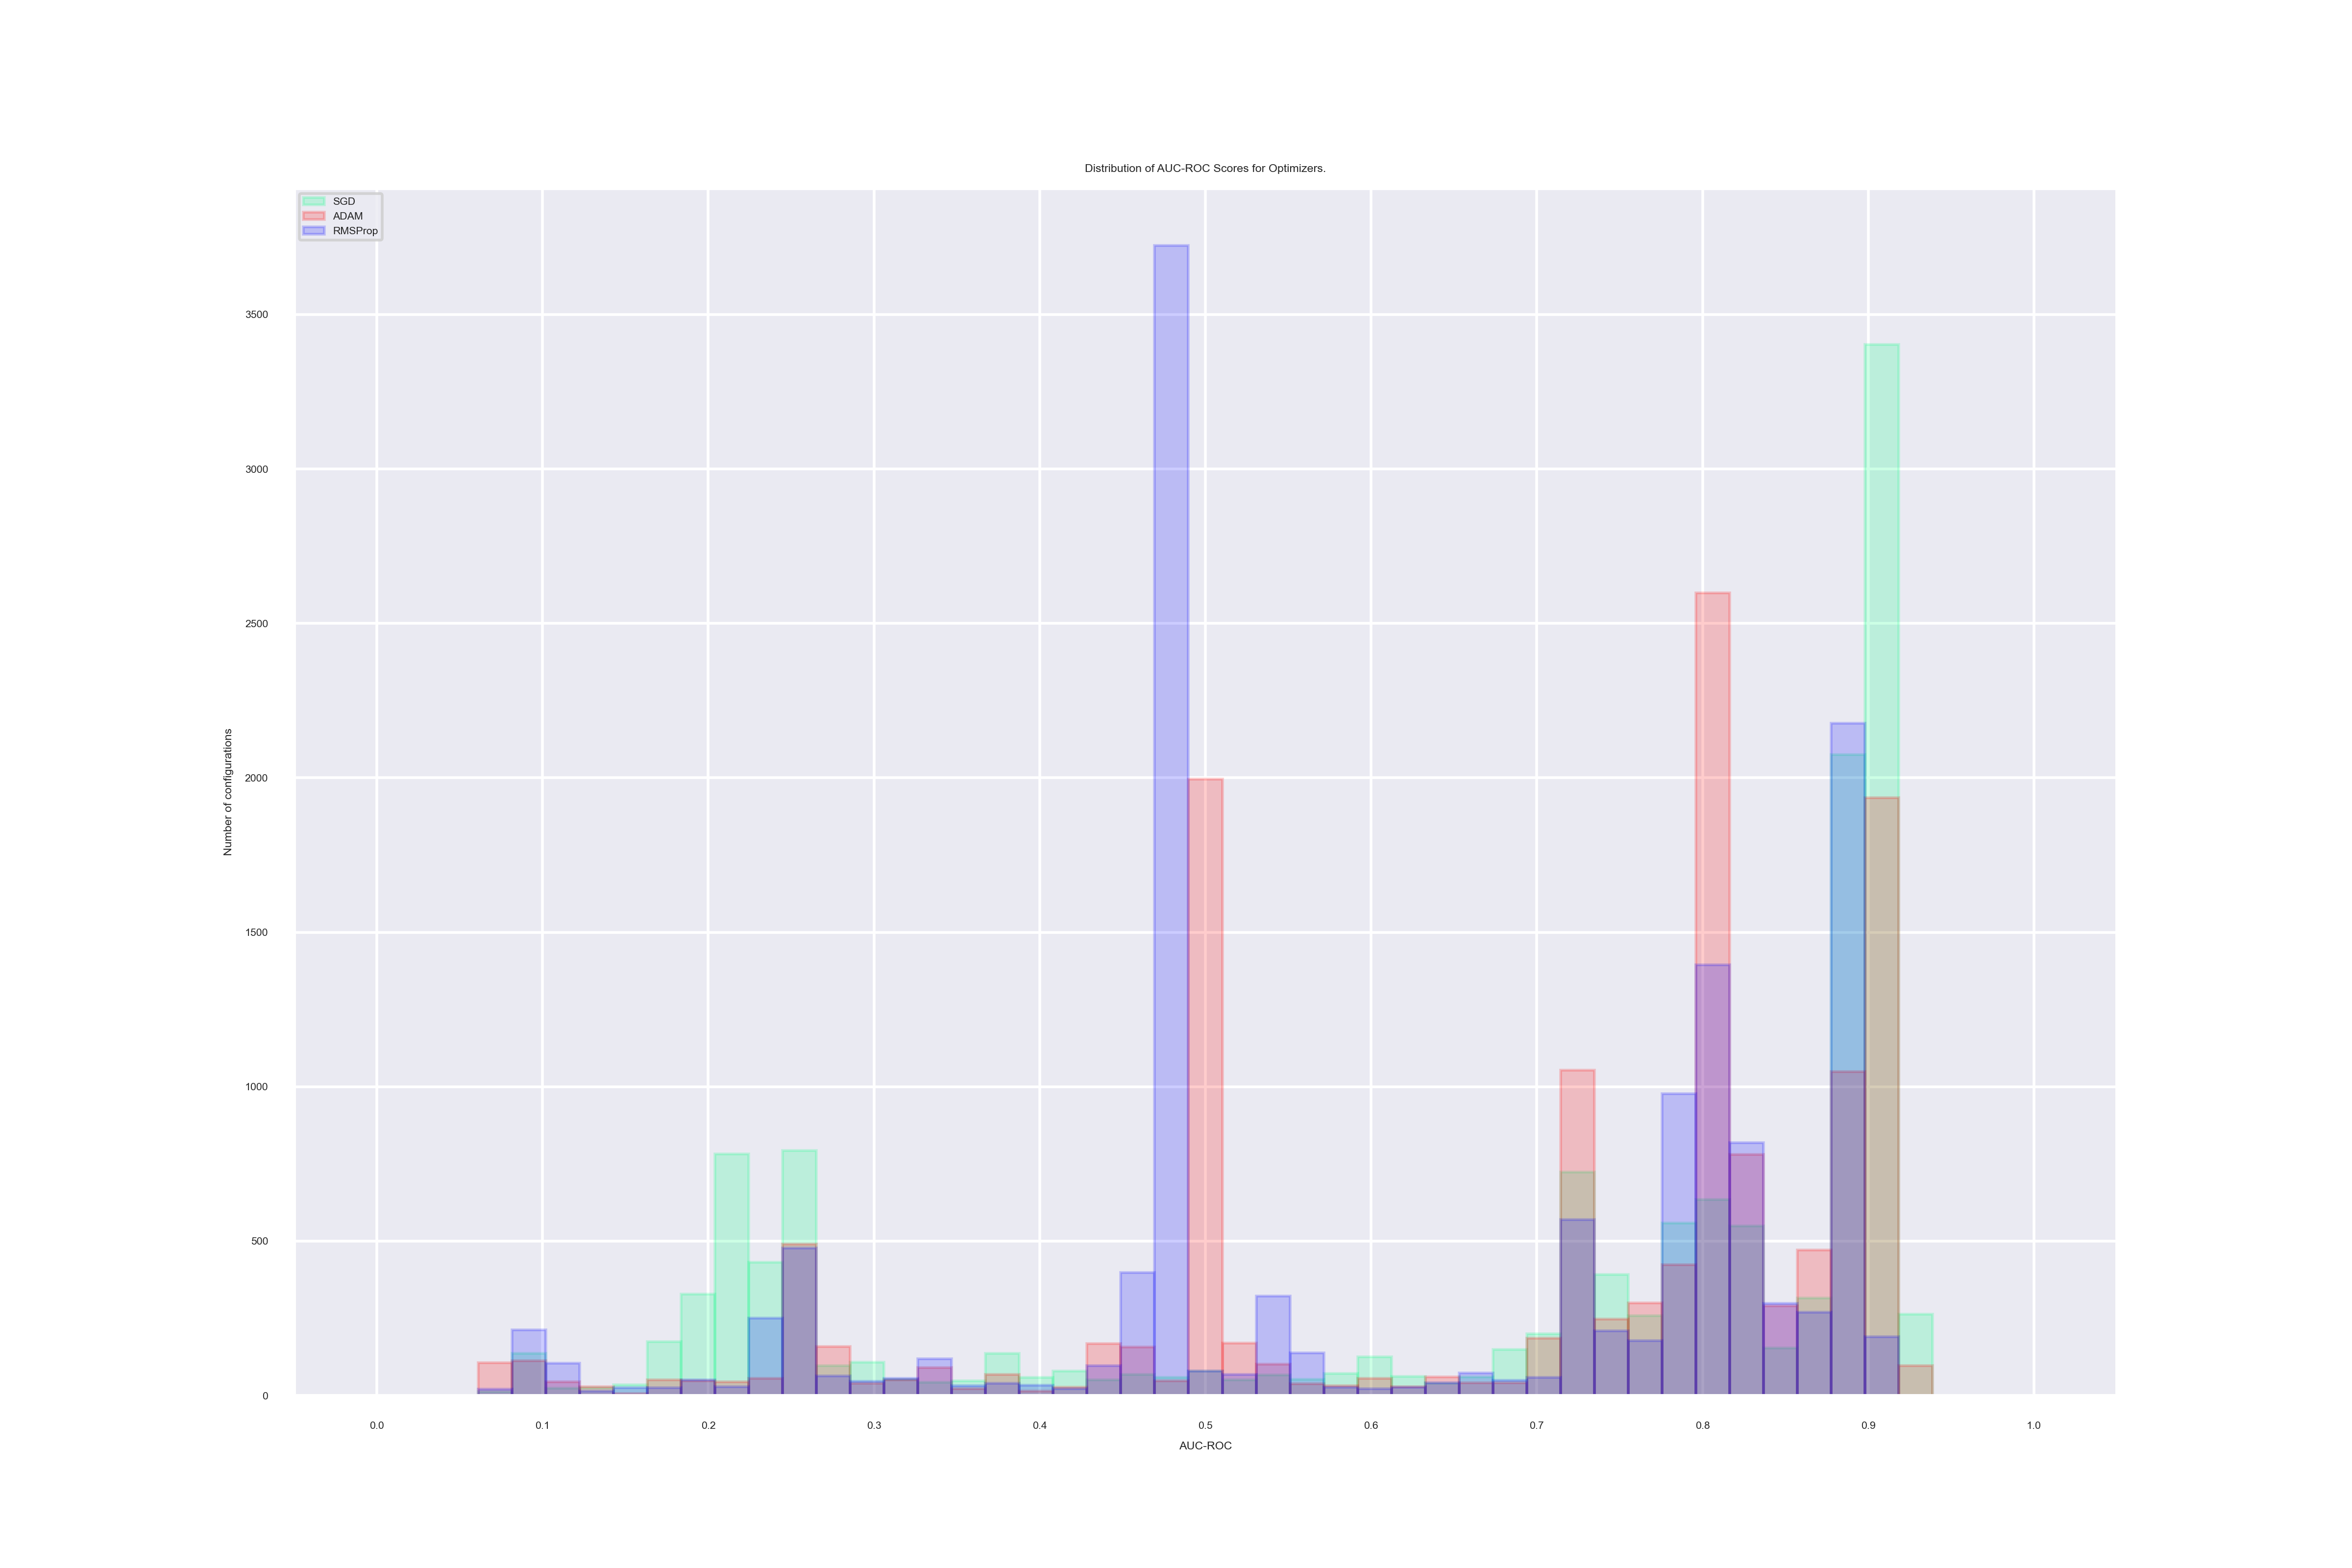 Distribution of AUC-ROC Scores for Optimizers.
SGD
ADAM
RMSProp
3500
3000
2500
2000
1500
1000
500
0
Number of configurations
0.0 0.1 0.2 0.3 0.4 0.5 0.6 0.7 0.8 0.9 1.0
AUC-ROC